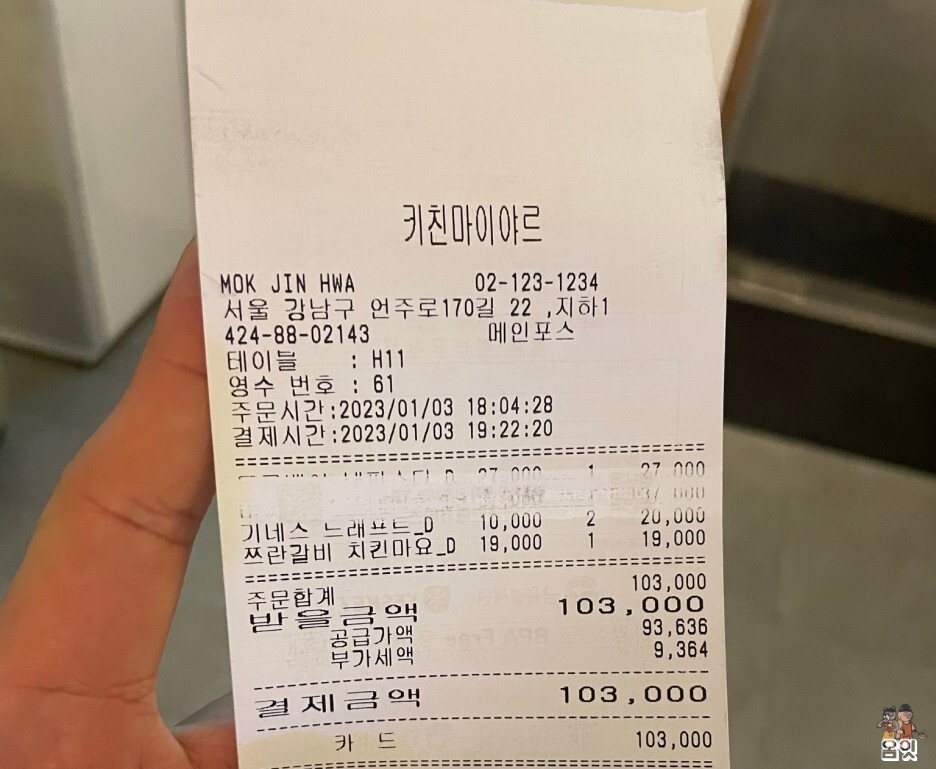 키친마이야르
MOK JIN HWA 02-123-1234
서울 강남구 언주로170길 22 ,지하1
424-88-02143 메인포스
테이블 : H11
영수 번호 : 61
주문시간:2023/01/03 18:04:28
결제시간:2023/01/03 19:22:20
27,000 1 27,000
1 37,000
기네스 드래프트_D 10,000 2 20,000
쯔란갈비 치킨마요_D 19,000 1 19,000
주문합계 103,000
받을금액 103,000
공급가액 93,636
부가세액 9,364
결제금액 103,000
카 드 103,000
옴잇